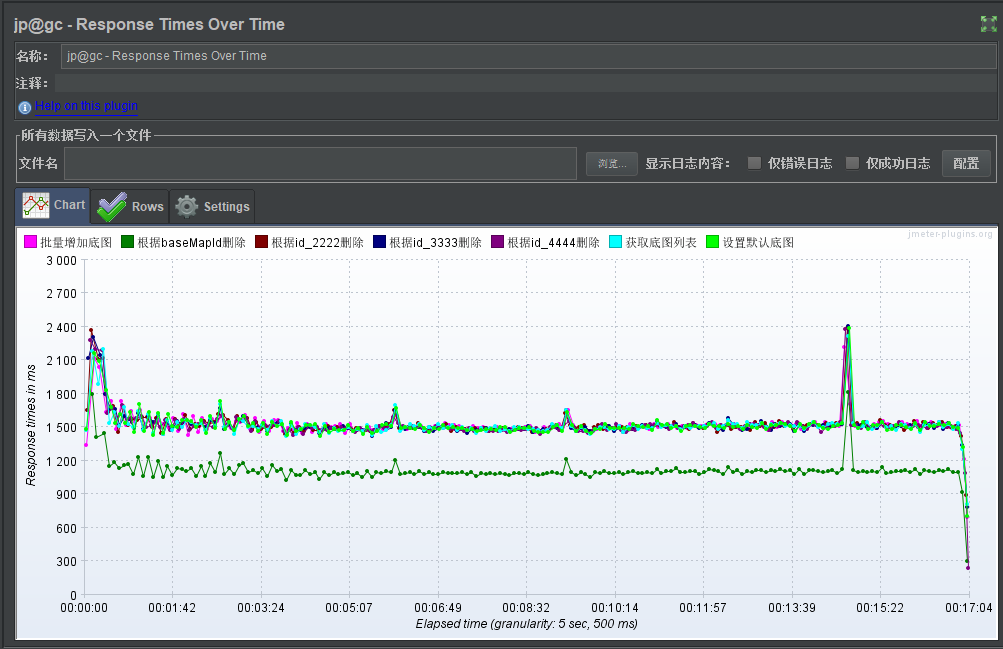 jp@gc - Response Times Over Time
名称： jp@gc - Response Times Over Time
注释：
Help on this plugin
所有数据写入一个文件
文件名 浏览... 显示日志内容： 仅错误日志 仅成功日志 配置
Chart Rows Settings
批量增加底图 根据baseMapId删除 根据id_2222删除 根据id_3333删除 根据id_4444删除 获取底图列表 设置默认底图
jmeter-plugins.org
3 000
2 700
2 400
2 100
1 800
1 500
1 200
900
600
300
0
Response times in ms
00:00:00 00:01:42 00:03:24 00:05:07 00:06:49 00:08:32 00:10:14 00:11:57 00:13:39 00:15:22 00:17:04
Elapsed time (granularity: 5 sec, 500 ms)